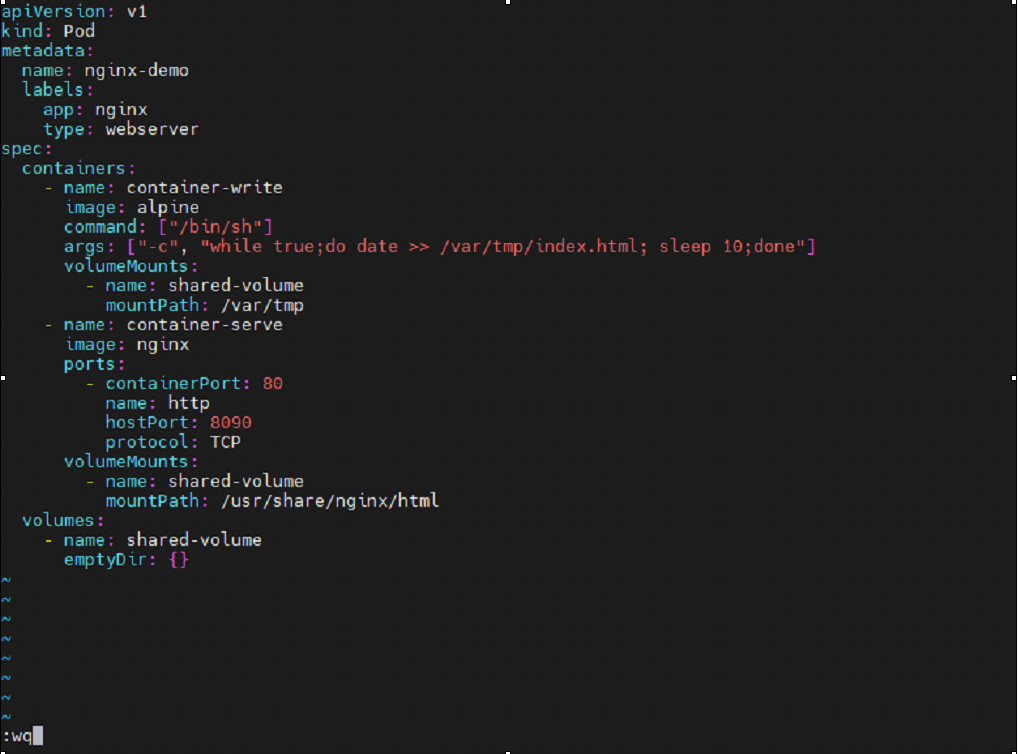 apiVersion: v1
kind: Pod
metadata:
  name: nginx-demo
  labels:
    app: nginx
    type: webserver
spec:
  containers:
    - name: container-write
      image: alpine
      command: ["/bin/sh"]
      args: ["-c", "while true;do date >> /var/tmp/index.html; sleep 10;done"]
      volumeMounts:
        - name: shared-volume
          mountPath: /var/tmp
    - name: container-serve
      image: nginx
      ports:
        - containerPort: 80
          name: http
          hostPort: 8090
          protocol: TCP
      volumeMounts:
        - name: shared-volume
          mountPath: /usr/share/nginx/html
  volumes:
    - name: shared-volume
      emptyDir: {}
~
~
~
~
~
~
~
~
:wq